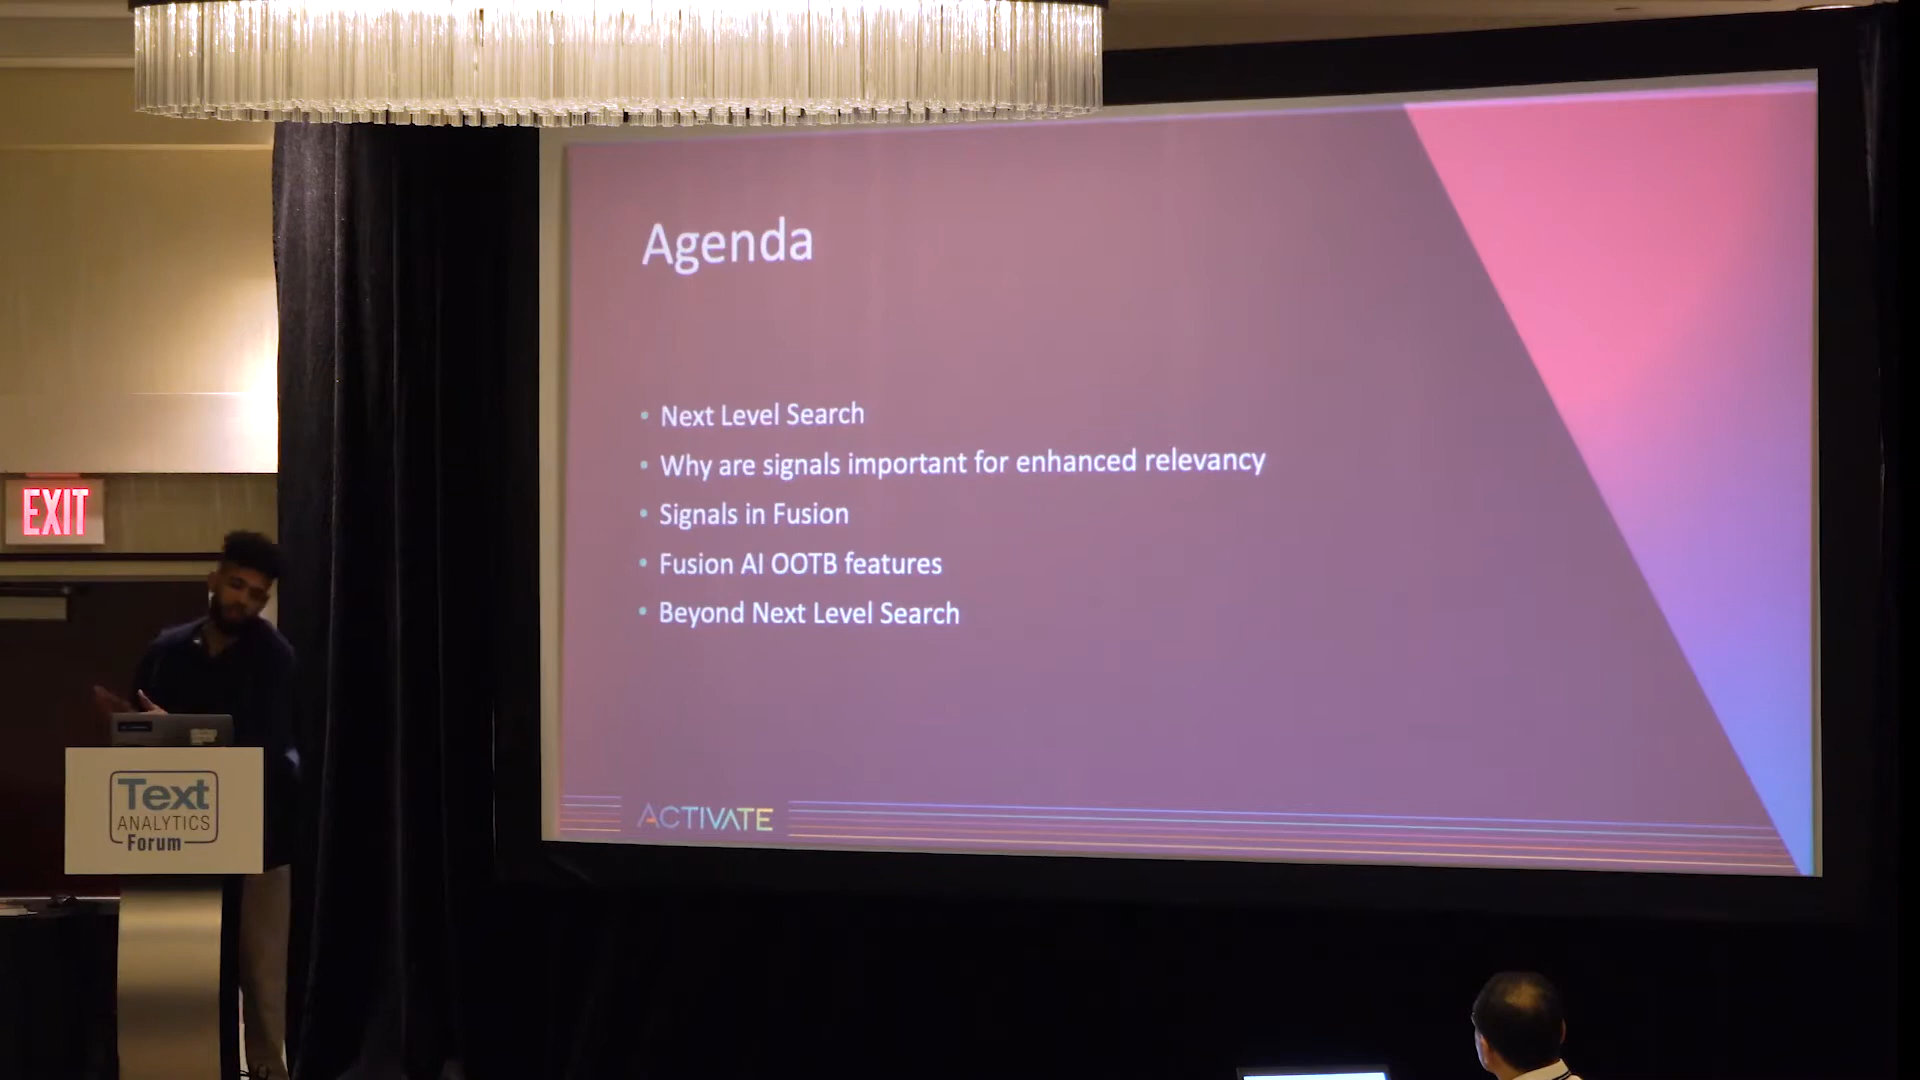 Agenda
• Next Level Search
• Why are signals important for enhanced relevancy
• Signals in Fusion
• Fusion AI OOTB features
• Beyond Next Level Search
ACTIVATE
EXIT
Text
ANALYTICS
Forum